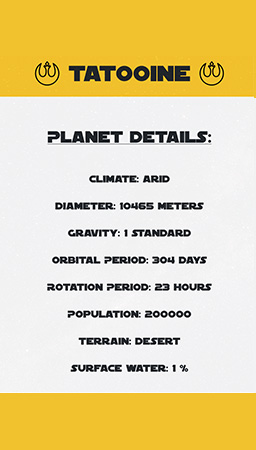 TATOOINE
PLANET DETAILS:
CLIMATE: ARID
DIAMETER: 10465 METERS
GRAVITY: 1 STANDARD
ORBITAL PERIOD: 304 DAYS
ROTATION PERIOD: 23 HOURS
POPULATION: 200000
TERRAIN: DESERT
SURFACE WATER: 1 %